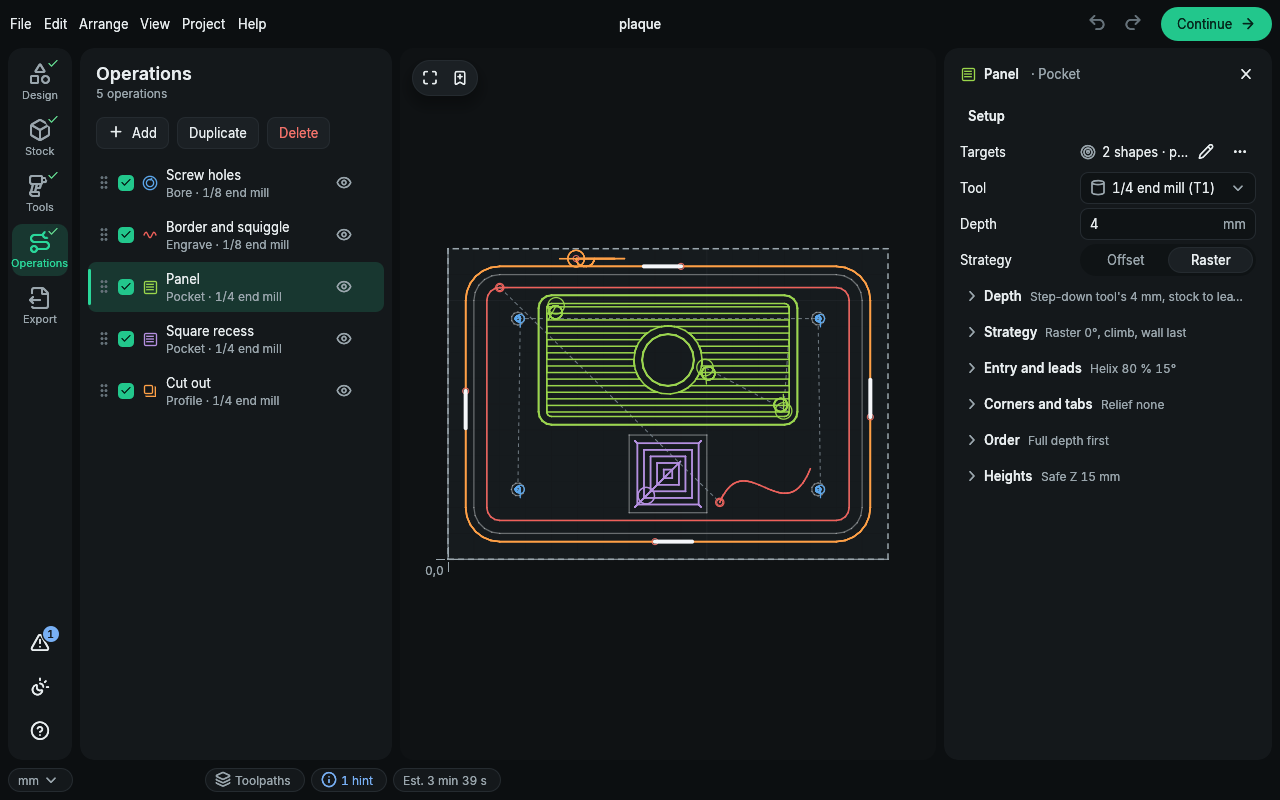 File Edit Arrange View Project Help
plaque
Continue
Design
Stock
Tools
Operations
Export
1
Operations
5 operations
Add
Duplicate
Delete
Screw holes
Bore · 1/8 end mill
Border and squiggle
Engrave · 1/8 end mill
Panel
Pocket · 1/4 end mill
Square recess
Pocket · 1/4 end mill
Cut out
Profile · 1/4 end mill
0,0
Panel · Pocket
Setup
Targets 2 shapes · p...
Tool 1/4 end mill (T1)
Depth 4 mm
Strategy Offset Raster
Depth Step-down tool's 4 mm, stock to lea...
Strategy Raster 0°, climb, wall last
Entry and leads Helix 80 % 15°
Corners and tabs Relief none
Order Full depth first
Heights Safe Z 15 mm
mm
Toolpaths
1 hint
Est. 3 min 39 s